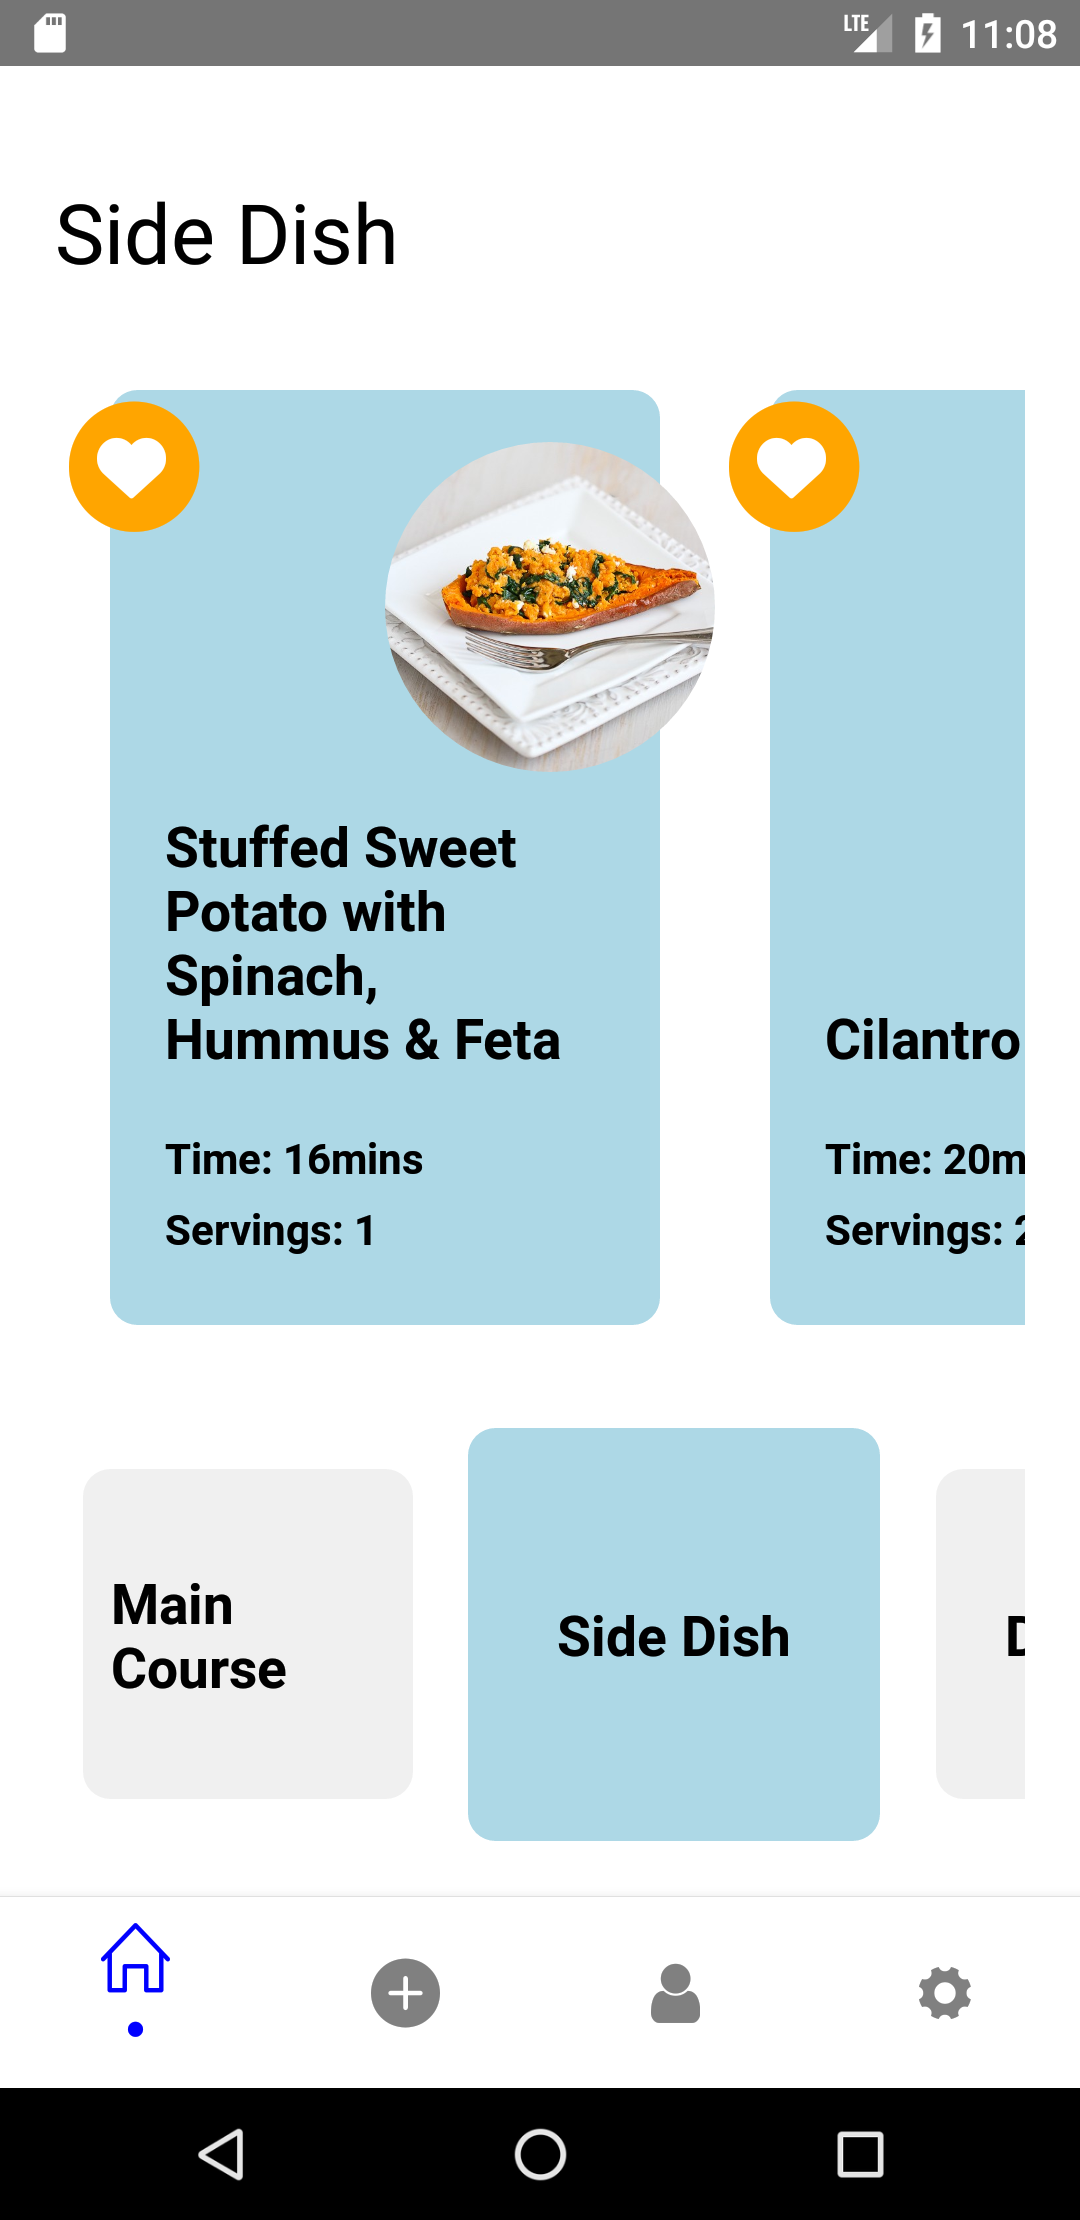 LTE 11:08
Side Dish
Stuffed Sweet
Potato with
Spinach,
Hummus & Feta
Time: 16mins
Servings: 1
Cilantro
Time: 20m
Servings: 2
Main
Course
Side Dish
D